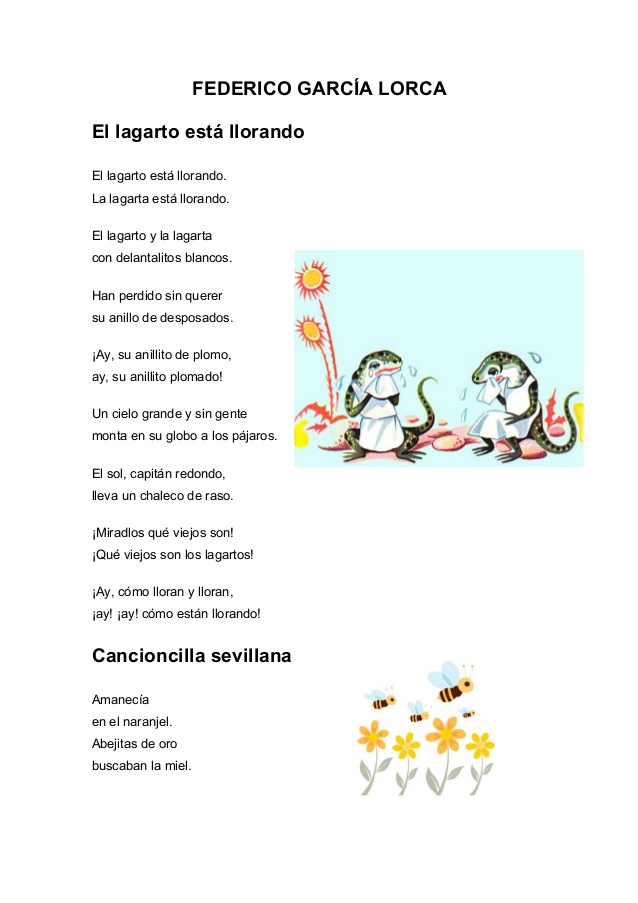 FEDERICO GARCÍA LORCA
El lagarto está llorando
El lagarto está llorando.
La lagarta está llorando.
El lagarto y la lagarta
con delantalitos blancos.
Han perdido sin querer
su anillo de desposados.
¡Ay, su anillito de plomo,
ay, su anillito plomado!
Un cielo grande y sin gente
monta en su globo a los pájaros.
El sol, capitán redondo,
lleva un chaleco de raso.
¡Miradlos qué viejos son!
¡Qué viejos son los lagartos!
¡Ay, cómo lloran y lloran,
¡ay! ¡ay! cómo están llorando!
Cancioncilla sevillana
Amanecía
en el naranjel.
Abejitas de oro
buscaban la miel.